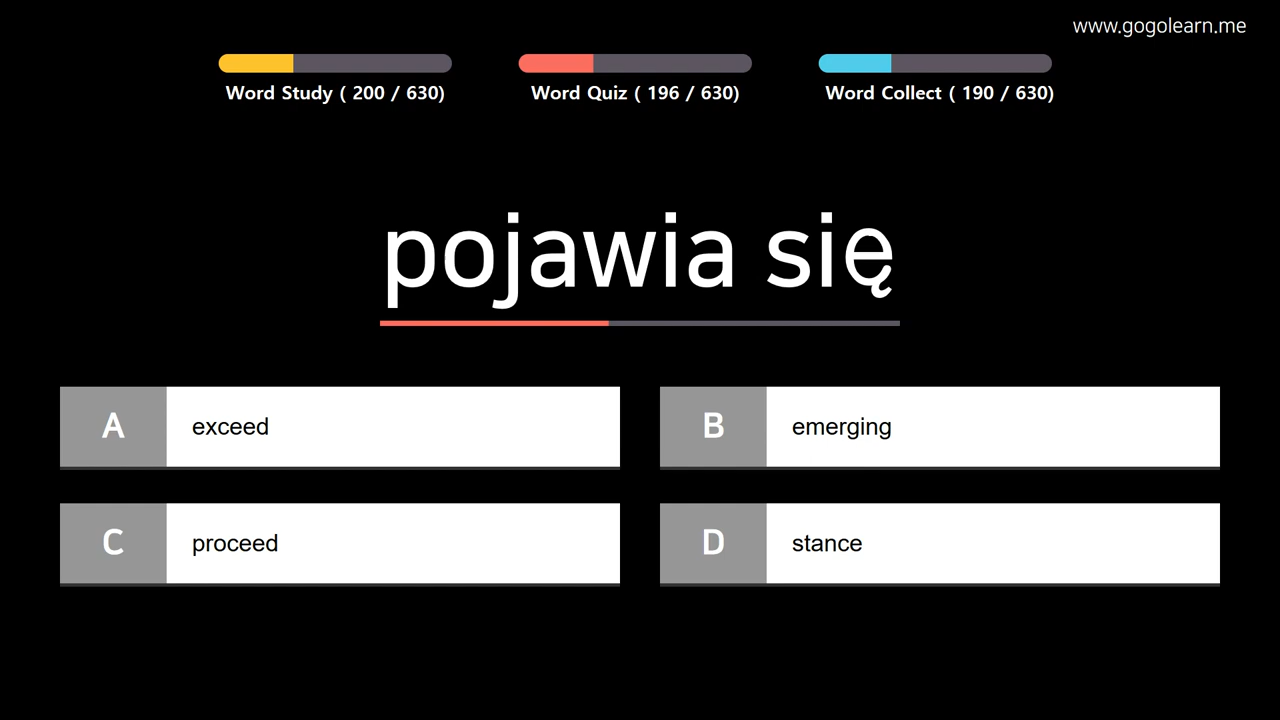 www.gogolearn.me
Word Study ( 200 / 630)
Word Quiz ( 196 / 630)
Word Collect ( 190 / 630)
pojawia się
A exceed
B emerging
C proceed
D stance